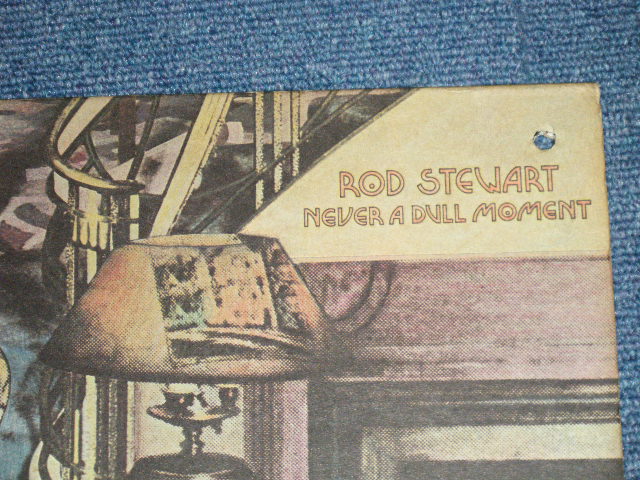 ROD STEWART
NEVER A DULL MOMENT